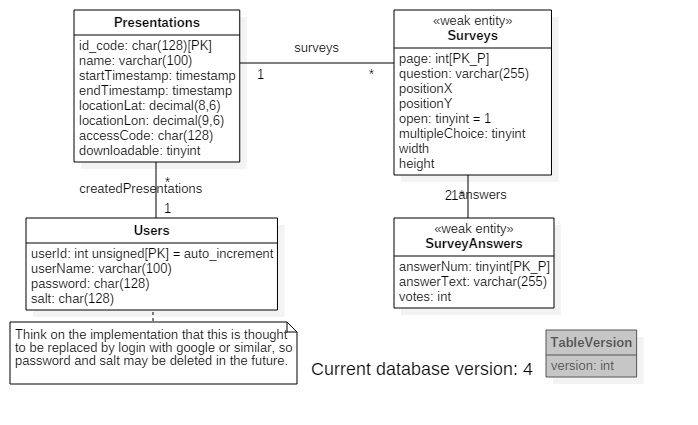 Presentations
id_code: char(128)[PK]
name: varchar(100)
startTimestamp: timestamp
endTimestamp: timestamp
locationLat: decimal(8,6)
locationLon: decimal(9,6)
accessCode: char(128)
downloadable: tinyint
surveys
1
*
«weak entity»
Surveys
page: int[PK_P]
question: varchar(255)
positionX
positionY
open: tinyint = 1
multipleChoice: tinyint
width
height
*
createdPresentations
1
answers
Users
userId: int unsigned[PK] = auto_increment
userName: varchar(100)
password: char(128)
salt: char(128)
«weak entity»
SurveyAnswers
answerNum: tinyint[PK_P]
answerText: varchar(255)
votes: int
Think on the implementation that this is thought
to be replaced by login with google or similar, so
password and salt may be deleted in the future.
Current database version: 4
TableVersion
version: int